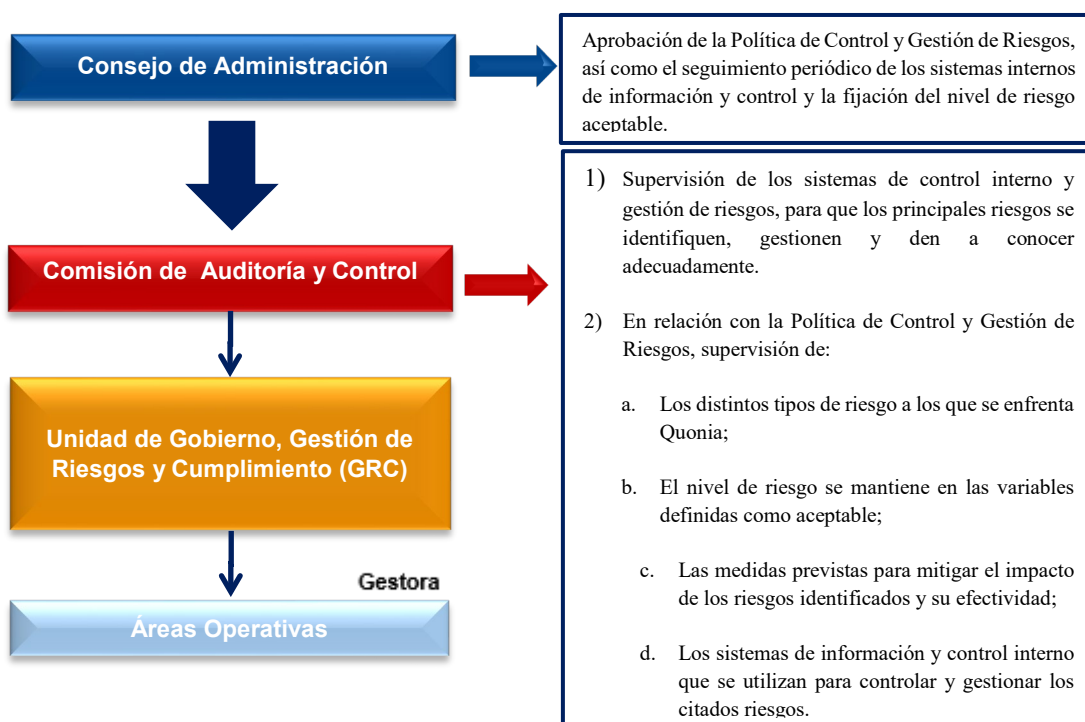 Consejo de Administración
Aprobación de la Política de Control y Gestión de Riesgos,
así como el seguimiento periódico de los sistemas internos
de información y control y la fijación del nivel de riesgo
aceptable.
Comisión de Auditoría y Control
1) Supervisión de los sistemas de control interno y
gestión de riesgos, para que los principales riesgos se
identifiquen, gestionen y den a conocer
adecuadamente.
2) En relación con la Política de Control y Gestión de
Riesgos, supervisión de:
a. Los distintos tipos de riesgo a los que se enfrenta
Quonia;
b. El nivel de riesgo se mantiene en las variables
definidas como aceptable;
c. Las medidas previstas para mitigar el impacto
de los riesgos identificados y su efectividad;
d. Los sistemas de información y control interno
que se utilizan para controlar y gestionar los
citados riesgos.
Unidad de Gobierno, Gestión de
Riesgos y Cumplimiento (GRC)
Gestora
Áreas Operativas